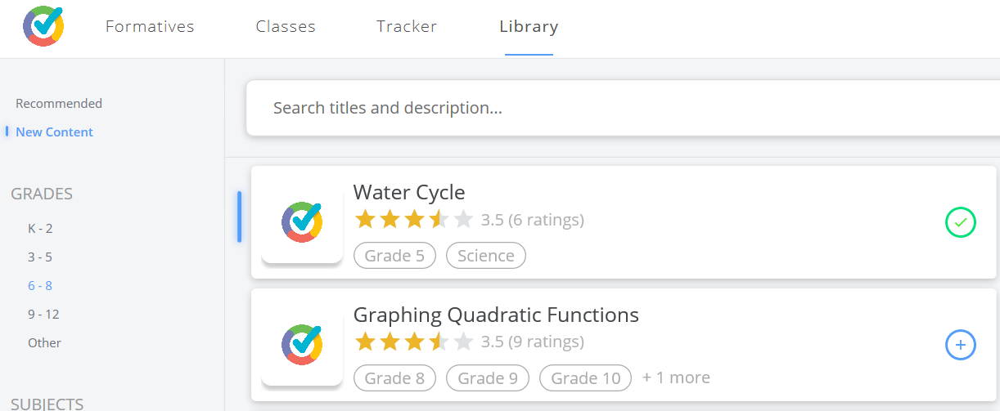 Formatives Classes Tracker Library
Recommended
New Content
GRADES
K - 2
3 - 5
6 - 8
9 - 12
Other
SUBJECTS
Search titles and description...
Water Cycle
3.5 (6 ratings)
Grade 5 Science
Graphing Quadratic Functions
3.5 (9 ratings)
Grade 8 Grade 9 Grade 10 + 1 more